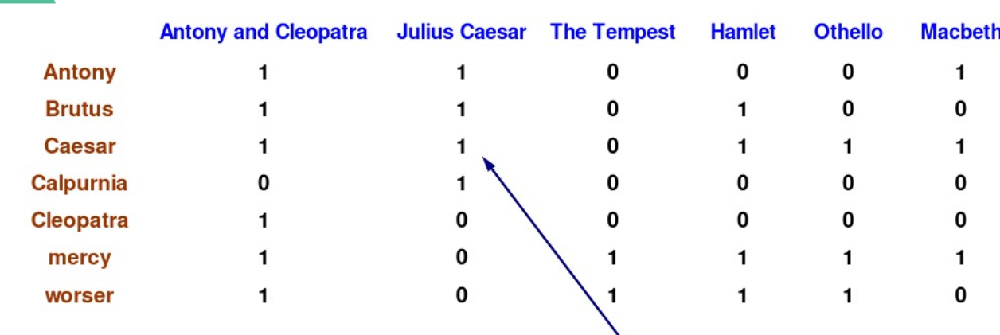 Antony and Cleopatra Julius Caesar The Tempest Hamlet Othello Macbeth
Antony 1 1 0 0 0 1
Brutus 1 1 0 1 0 0
Caesar 1 1 0 1 1 1
Calpurnia 0 1 0 0 0 0
Cleopatra 1 0 0 0 0 0
mercy 1 0 1 1 1 1
worser 1 0 1 1 1 0